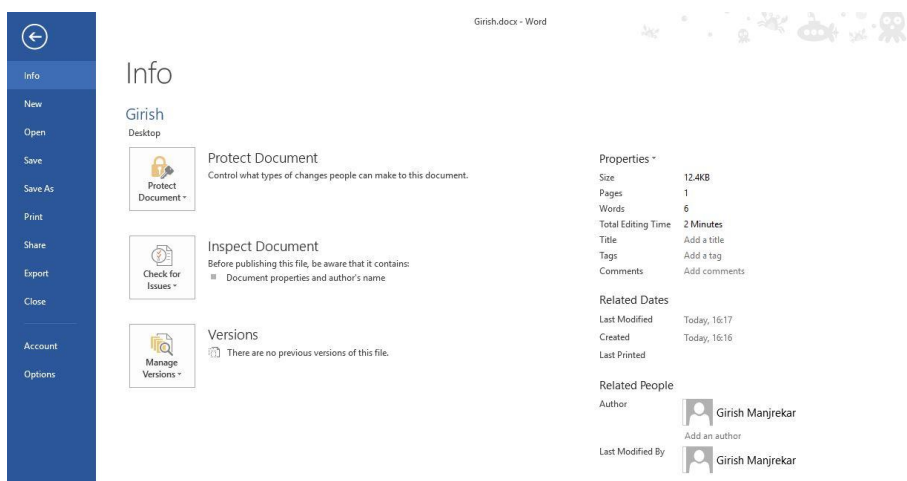 Girish.docx - Word
Info
New
Open
Save
Save As
Print
Share
Export
Close
Account
Options
Info
Girish
Desktop
Protect Document
Protect Document
Control what types of changes people can make to this document.
Check for Issues
Inspect Document
Before publishing this file, be aware that it contains:
Document properties and author's name
Manage Versions
Versions
There are no previous versions of this file.
Properties
Size 12.4KB
Pages 1
Words 6
Total Editing Time 2 Minutes
Title Add a title
Tags Add a tag
Comments Add comments
Related Dates
Last Modified Today, 16:17
Created Today, 16:16
Last Printed
Related People
Author Girish Manjrekar
Add an author
Last Modified By Girish Manjrekar